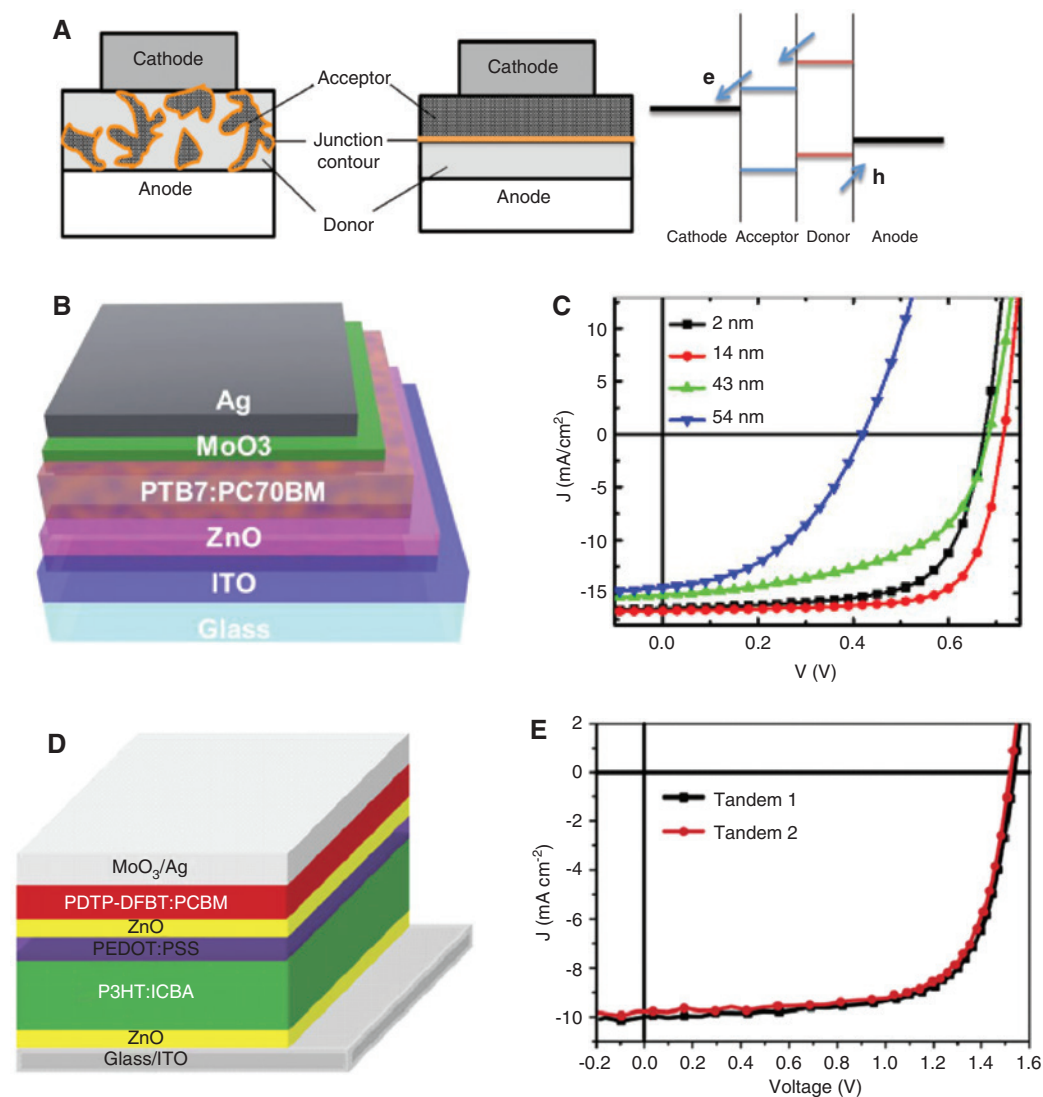 A
Cathode
Acceptor
Junction
contour
Anode
Donor
Cathode
Anode
e
h
Cathode Acceptor Donor Anode
B
Ag
MoO3
PTB7:PC70BM
ZnO
ITO
Glass
C
2 nm
14 nm
43 nm
54 nm
10
5
0
-5
-10
-15
J (mA/cm²)
0.0 0.2 0.4 0.6
V (V)
D
MoO₃/Ag
PDTP-DFBT:PCBM
ZnO
PEDOT:PSS
P3HT:ICBA
ZnO
Glass/ITO
E
Tandem 1
Tandem 2
2
0
-2
-4
-6
-8
-10
J (mA cm⁻²)
-0.2 0.0 0.2 0.4 0.6 0.8 1.0 1.2 1.4 1.6
Voltage (V)